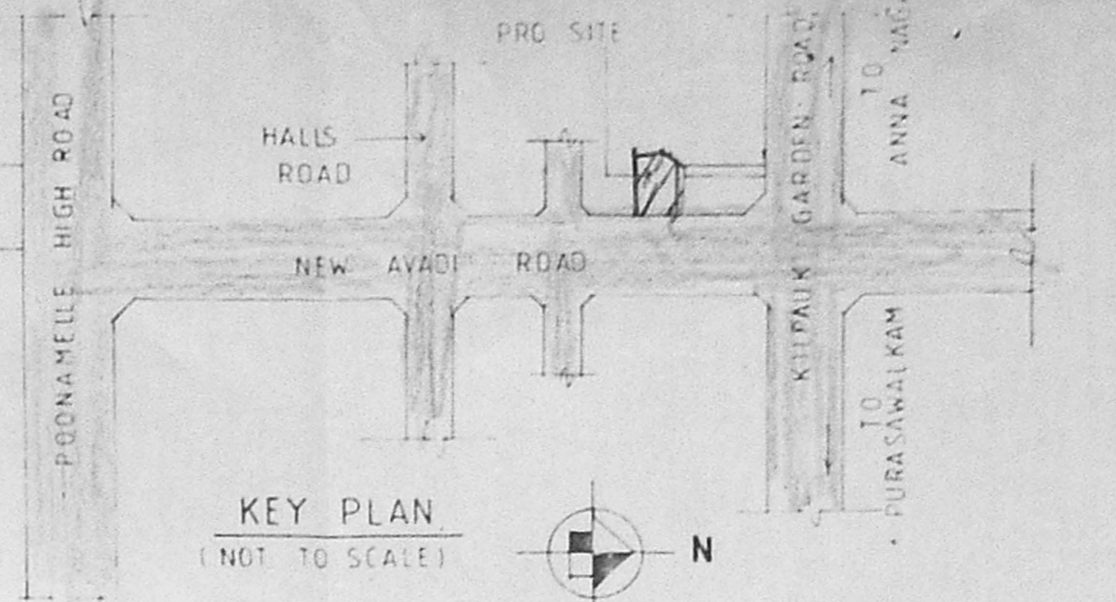 PRO SITE
HALLS
ROAD
POONAMELLE HIGH ROAD
NEW AVADI ROAD
KILPAUK GARDEN ROAD
TO
ANNA NAGA
TO
PURASAWALKAM
KEY PLAN
(NOT TO SCALE)
N